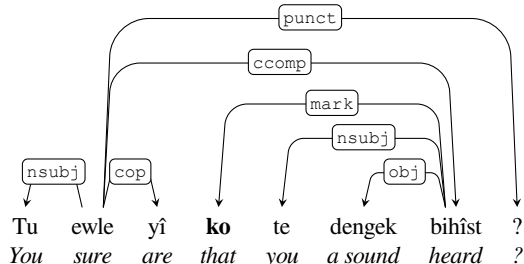 punct
ccomp
mark
nsubj
nsubj cop obj
Tu ewle yî ko te dengek bihîst ?
You sure are that you a sound heard ?